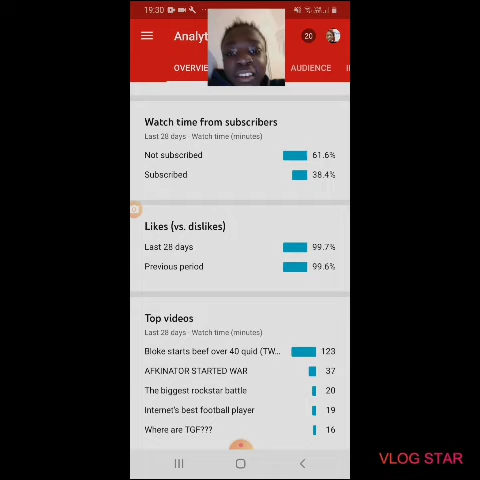 19:30
Analyt
20
OVERVIE
AUDIENCE
Watch time from subscribers
Last 28 days · Watch time (minutes)
Not subscribed 61.6%
Subscribed 38.4%
Likes (vs. dislikes)
Last 28 days 99.7%
Previous period 99.6%
Top videos
Last 28 days · Watch time (minutes)
Bloke starts beef over 40 quid (TW... 123
AFKINATOR STARTED WAR 37
The biggest rockstar battle 20
Internet's best football player 19
Where are TGF??? 16
VLOG STAR